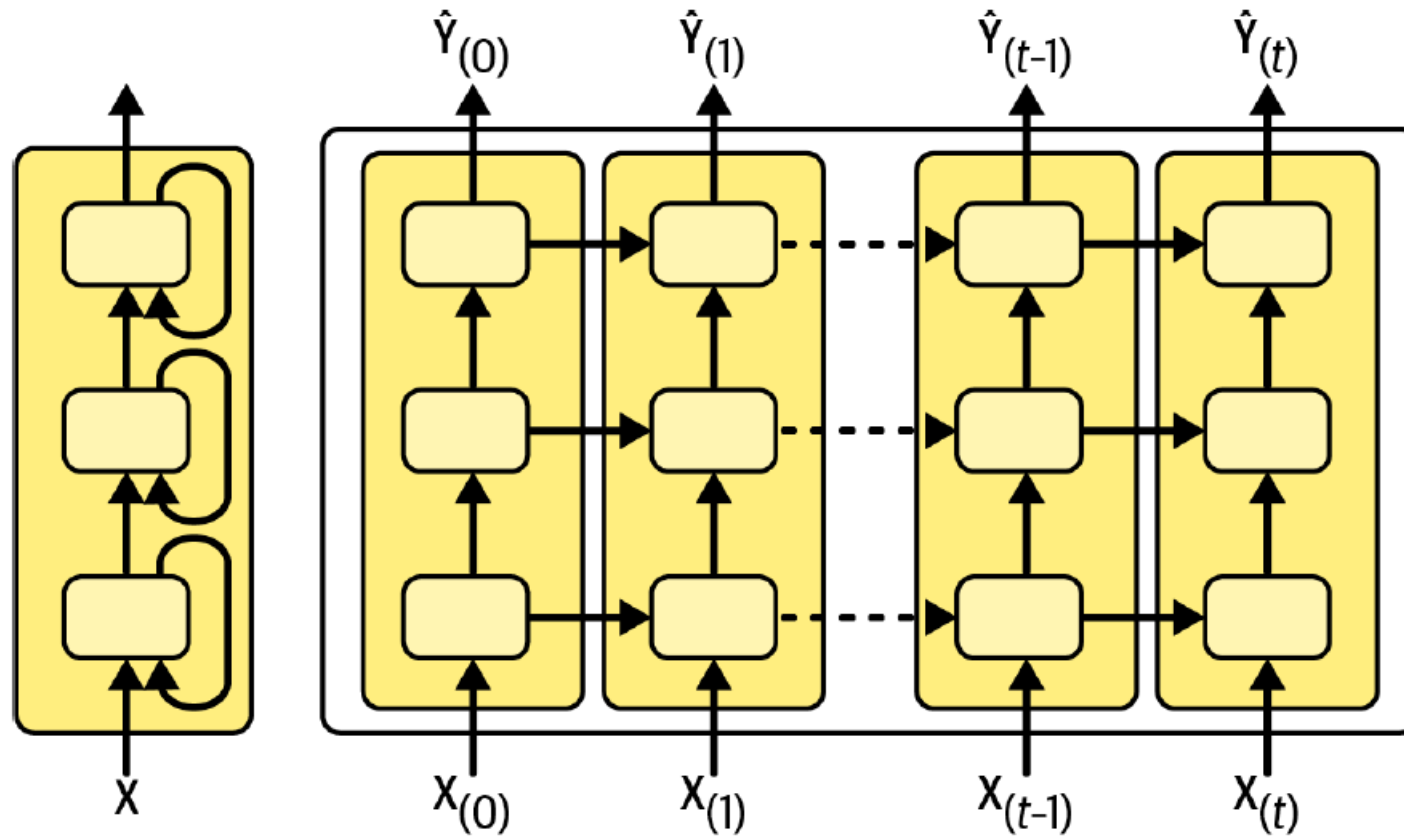 Ŷ(0) Ŷ(1) Ŷ(t-1) Ŷ(t)
X X(0) X(1) X(t-1) X(t)